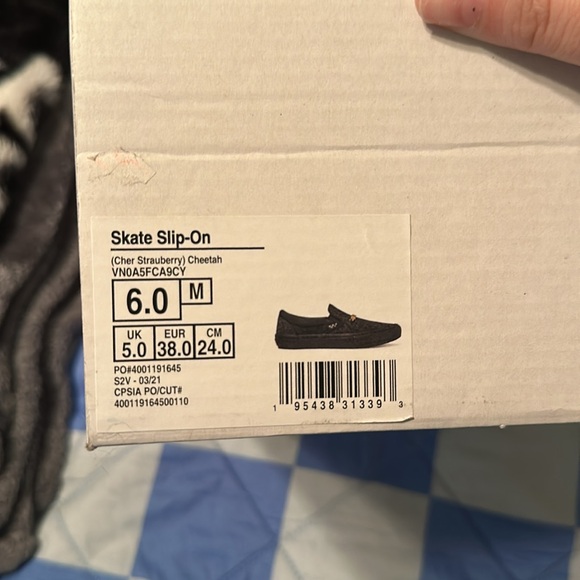 Skate Slip-On
(Cher Strauberry) Cheetah
VN0A5FCA9CY
6.0 M
UK EUR CM
5.0 38.0 24.0
PO#4001191645
S2V - 03/21
CPSIA PO/CUT#
400119164500110
1 95438 31339 3